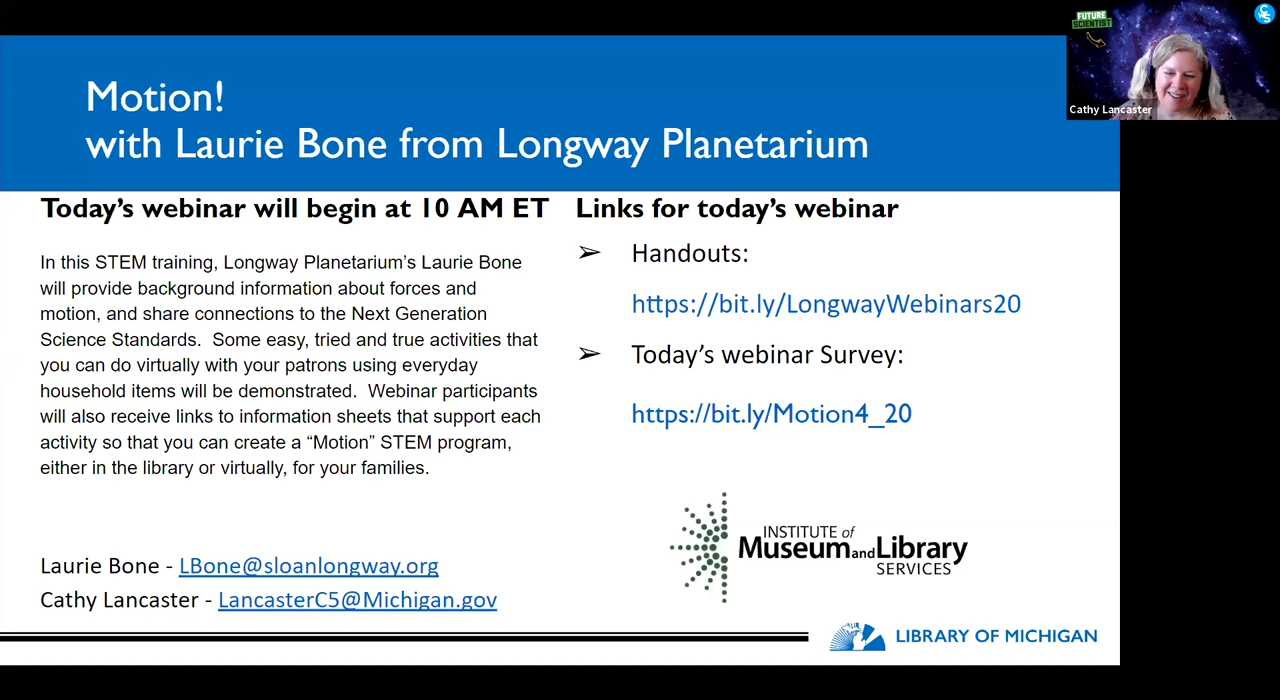 Motion!
with Laurie Bone from Longway Planetarium
FUTURE
SCIENTIST
CWS
Cathy Lancaster
Today's webinar will begin at 10 AM ET
In this STEM training, Longway Planetarium's Laurie Bone
will provide background information about forces and
motion, and share connections to the Next Generation
Science Standards.  Some easy, tried and true activities that
you can do virtually with your patrons using everyday
household items will be demonstrated.  Webinar participants
will also receive links to information sheets that support each
activity so that you can create a “Motion” STEM program,
either in the library or virtually, for your families.
Laurie Bone - LBone@sloanlongway.org
Cathy Lancaster - LancasterC5@Michigan.gov
Links for today's webinar
➢ Handouts:
https://bit.ly/LongwayWebinars20
➢ Today's webinar Survey:
https://bit.ly/Motion4_20
INSTITUTE of
Museum and Library
SERVICES
LIBRARY OF MICHIGAN